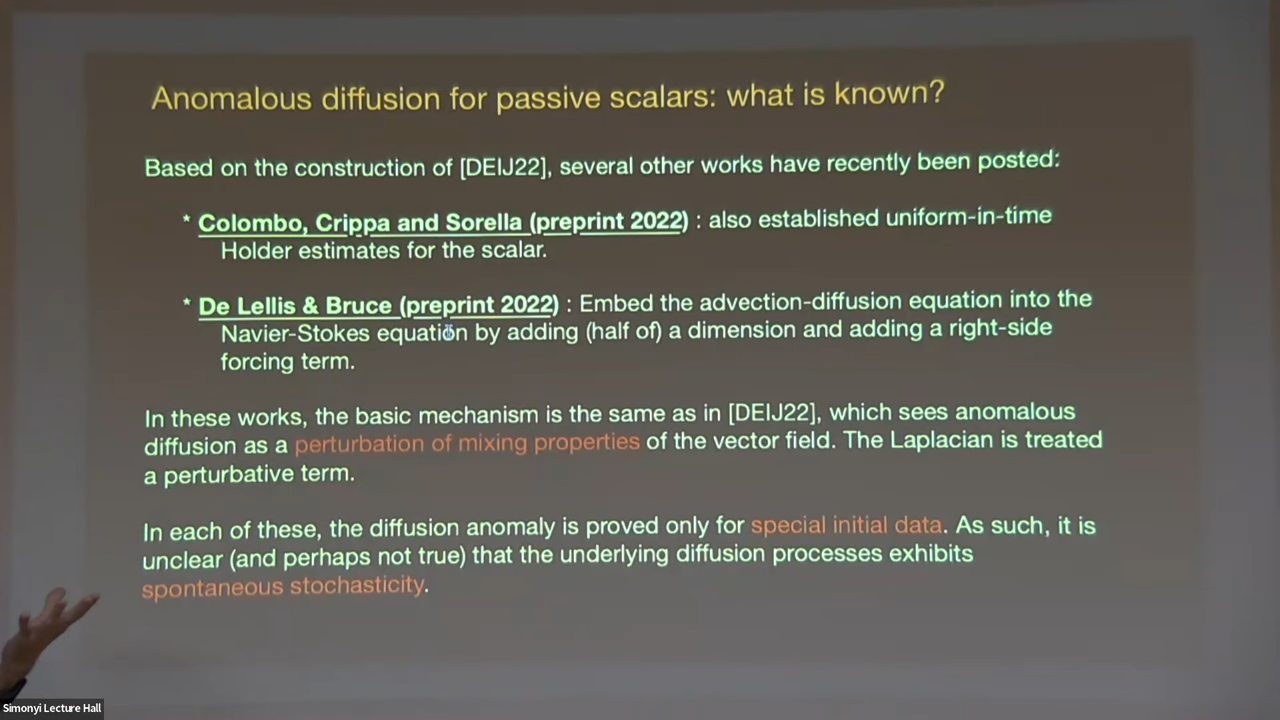 Anomalous diffusion for passive scalars: what is known?
Based on the construction of [DEIJ22], several other works have recently been posted:
* Colombo, Crippa and Sorella (preprint 2022) : also established uniform-in-time
Holder estimates for the scalar.
* De Lellis & Bruce (preprint 2022) : Embed the advection-diffusion equation into the
Navier-Stokes equation by adding (half of) a dimension and adding a right-side
forcing term.
In these works, the basic mechanism is the same as in [DEIJ22], which sees anomalous
diffusion as a perturbation of mixing properties of the vector field. The Laplacian is treated
a perturbative term.
In each of these, the diffusion anomaly is proved only for special initial data. As such, it is
unclear (and perhaps not true) that the underlying diffusion processes exhibits
spontaneous stochasticity.
Simonyi Lecture Hall